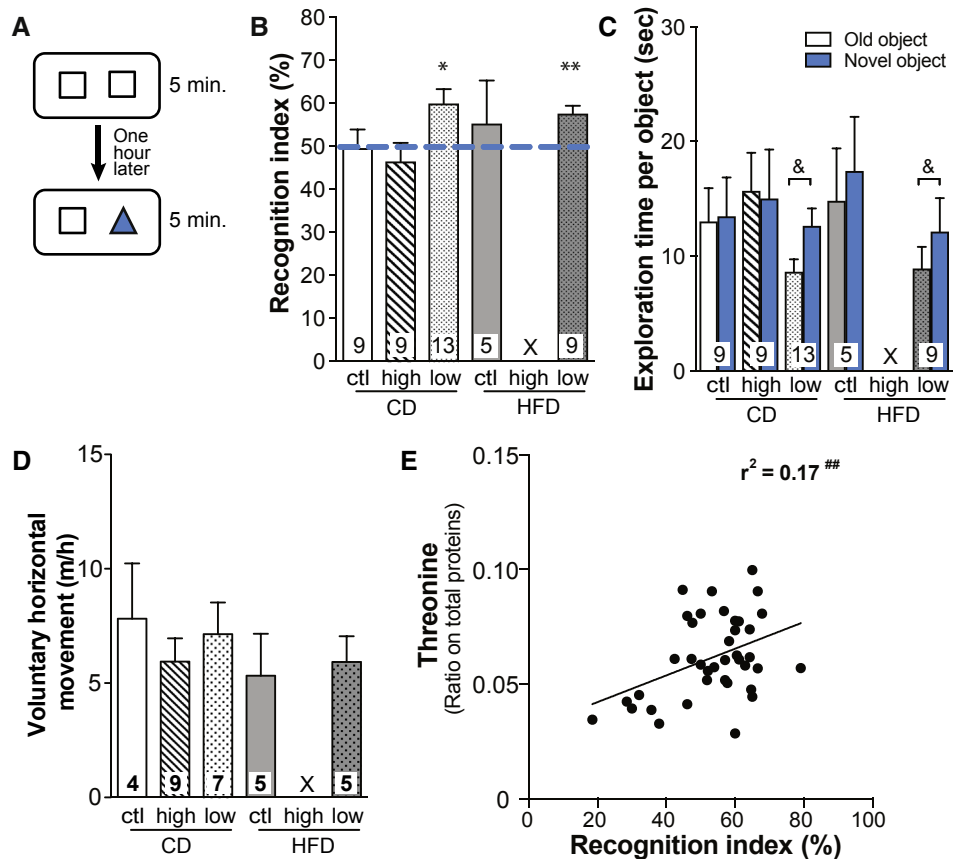 A
5 min.
One
hour
later
5 min.
B
Recognition index (%)
80
70
60
50
40
30
20
10
0
*
**
9
9
13
5
X
9
ctl high low ctl high low
CD HFD
C
Exploration time per object (sec)
30
20
10
0
Old object
Novel object
&
&
9
9
13
5
X
9
ctl high low ctl high low
CD HFD
D
Voluntary horizontal
movement (m/h)
15
10
5
0
4
9
7
5
X
5
ctl high low ctl high low
CD HFD
E
Threonine
(Ratio on total proteins)
0.15
0.10
0.05
0
r² = 0.17 ##
0 20 40 60 80 100
Recognition index (%)